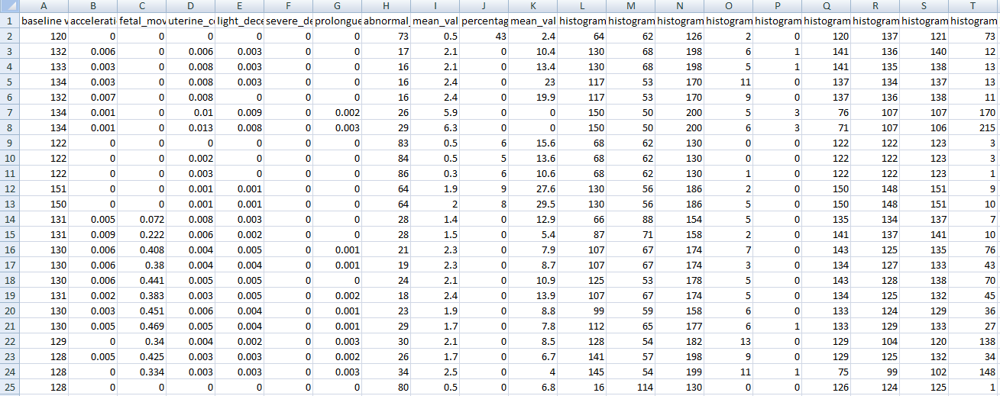 A B C D E F G H I J K L M N O P Q R S T
1 baseline v accelerati fetal_mov uterine_co light_dece severe_de prolongue abnormal_ mean_val percentag mean_val histogram histogram histogram histogram histogram histogram histogram histogram histogram
2 120 0 0 0 0 0 0 73 0.5 43 2.4 64 62 126 2 0 120 137 121 73
3 132 0.006 0 0.006 0.003 0 0 17 2.1 0 10.4 130 68 198 6 1 141 136 140 12
4 133 0.003 0 0.008 0.003 0 0 16 2.1 0 13.4 130 68 198 5 1 141 135 138 13
5 134 0.003 0 0.008 0.003 0 0 16 2.4 0 23 117 53 170 11 0 137 134 137 13
6 132 0.007 0 0.008 0 0 0 16 2.4 0 19.9 117 53 170 9 0 137 136 138 11
7 134 0.001 0 0.01 0.009 0 0.002 26 5.9 0 0 150 50 200 5 3 76 107 107 170
8 134 0.001 0 0.013 0.008 0 0.003 29 6.3 0 0 150 50 200 6 3 71 107 106 215
9 122 0 0 0 0 0 0 83 0.5 6 15.6 68 62 130 0 0 122 122 123 3
10 122 0 0 0.002 0 0 0 84 0.5 5 13.6 68 62 130 0 0 122 122 123 3
11 122 0 0 0.003 0 0 0 86 0.3 6 10.6 68 62 130 1 0 122 122 123 1
12 151 0 0 0.001 0.001 0 0 64 1.9 9 27.6 130 56 186 2 0 150 148 151 9
13 150 0 0 0.001 0.001 0 0 64 2 8 29.5 130 56 186 5 0 150 148 151 10
14 131 0.005 0.072 0.008 0.003 0 0 28 1.4 0 12.9 66 88 154 5 0 135 134 137 7
15 131 0.009 0.222 0.006 0.002 0 0 28 1.5 0 5.4 87 71 158 2 0 141 137 141 10
16 130 0.006 0.408 0.004 0.005 0 0.001 21 2.3 0 7.9 107 67 174 7 0 143 125 135 76
17 130 0.006 0.38 0.004 0.004 0 0.001 19 2.3 0 8.7 107 67 174 3 0 134 127 133 43
18 130 0.006 0.441 0.005 0.005 0 0 24 2.1 0 10.9 125 53 178 5 0 143 128 138 70
19 131 0.002 0.383 0.003 0.005 0 0.002 18 2.4 0 13.9 107 67 174 5 0 134 125 132 45
20 130 0.003 0.451 0.006 0.004 0 0.001 23 1.9 0 8.8 99 59 158 6 0 133 124 129 36
21 130 0.005 0.469 0.005 0.004 0 0.001 29 1.7 0 7.8 112 65 177 6 1 133 129 133 27
22 129 0 0.34 0.004 0.002 0 0.003 30 2.1 0 8.5 128 54 182 13 0 129 104 120 138
23 128 0.005 0.425 0.003 0.003 0 0.002 26 1.7 0 6.7 141 57 198 9 0 129 125 132 34
24 128 0 0.334 0.003 0.003 0 0.003 34 2.5 0 4 145 54 199 11 1 75 99 102 148
25 128 0 0 0 0 0 0 80 0.5 0 6.8 16 114 130 0 0 126 124 125 1